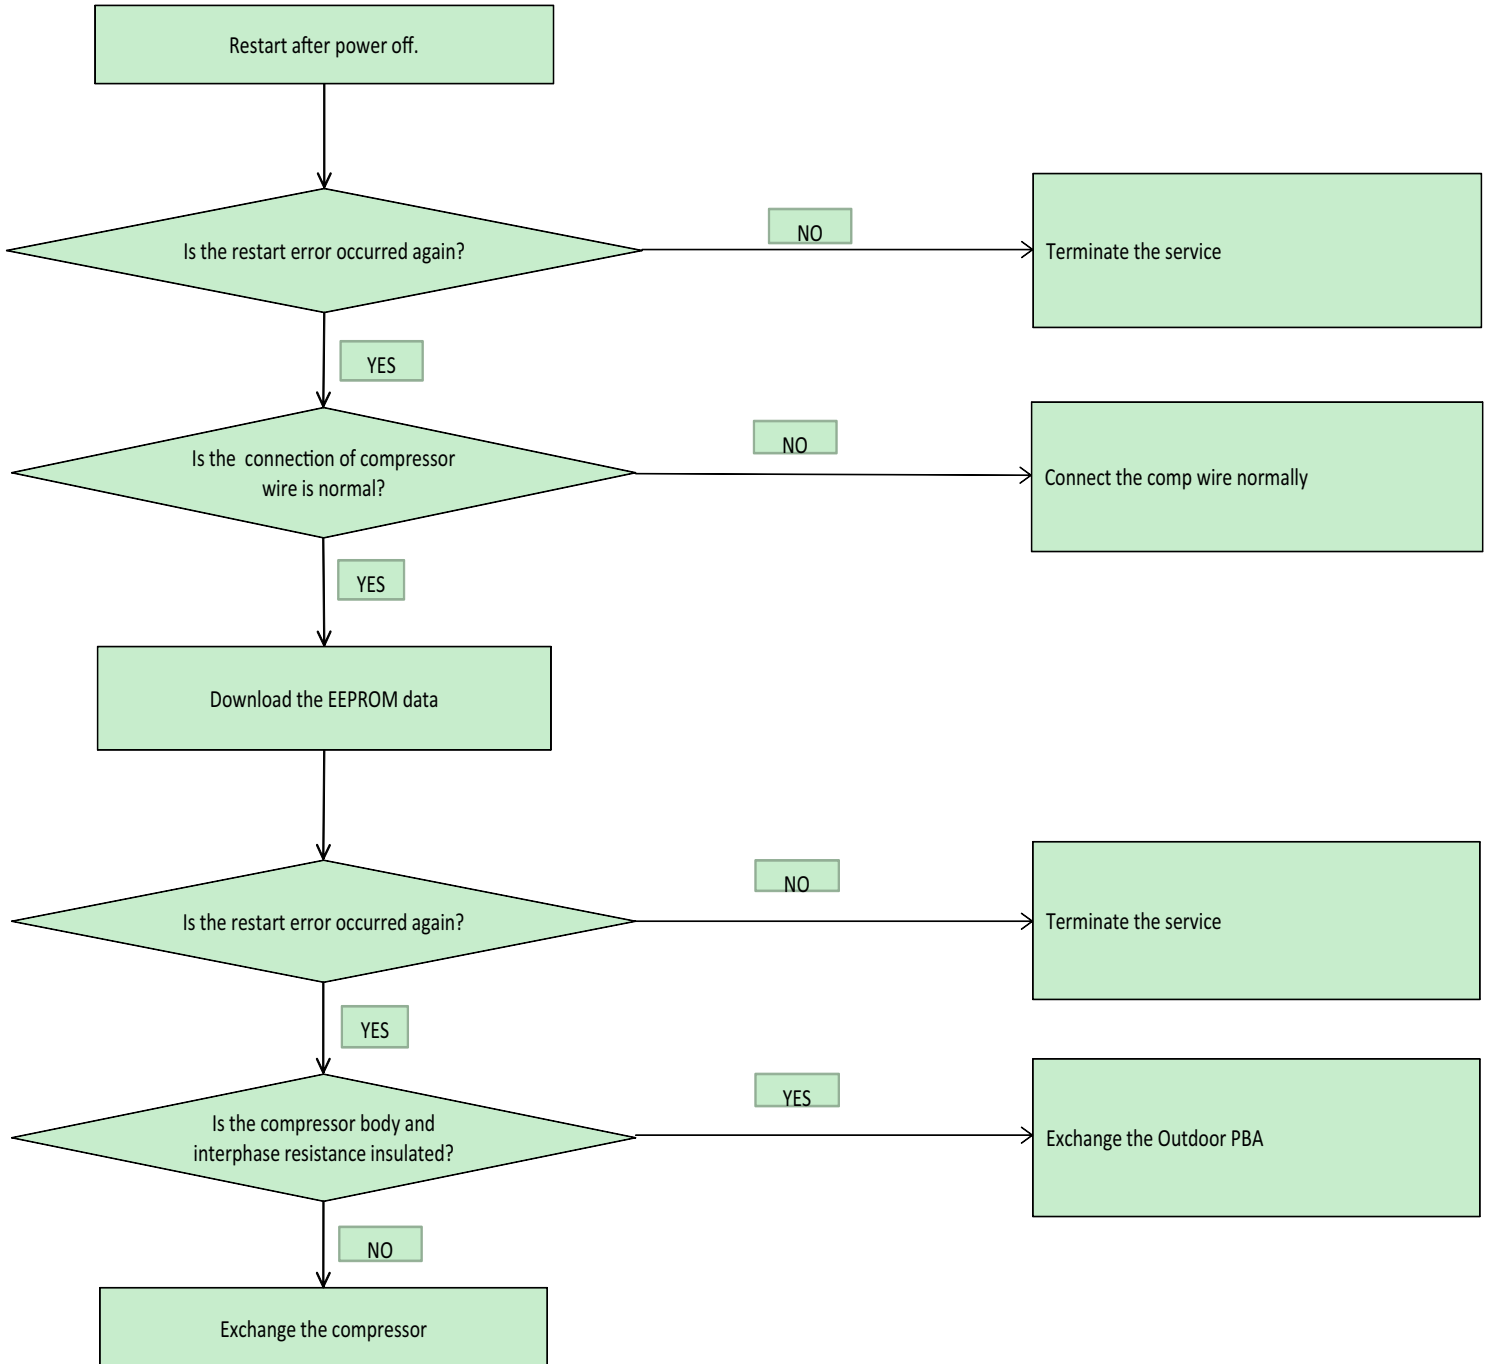 Restart after power off.
Is the restart error occurred again?
NO
Terminate the service
YES
Is the  connection of compressor
wire is normal?
NO
Connect the comp wire normally
YES
Download the EEPROM data
Is the restart error occurred again?
NO
Terminate the service
YES
Is the compressor body and
interphase resistance insulated?
YES
Exchange the Outdoor PBA
NO
Exchange the compressor